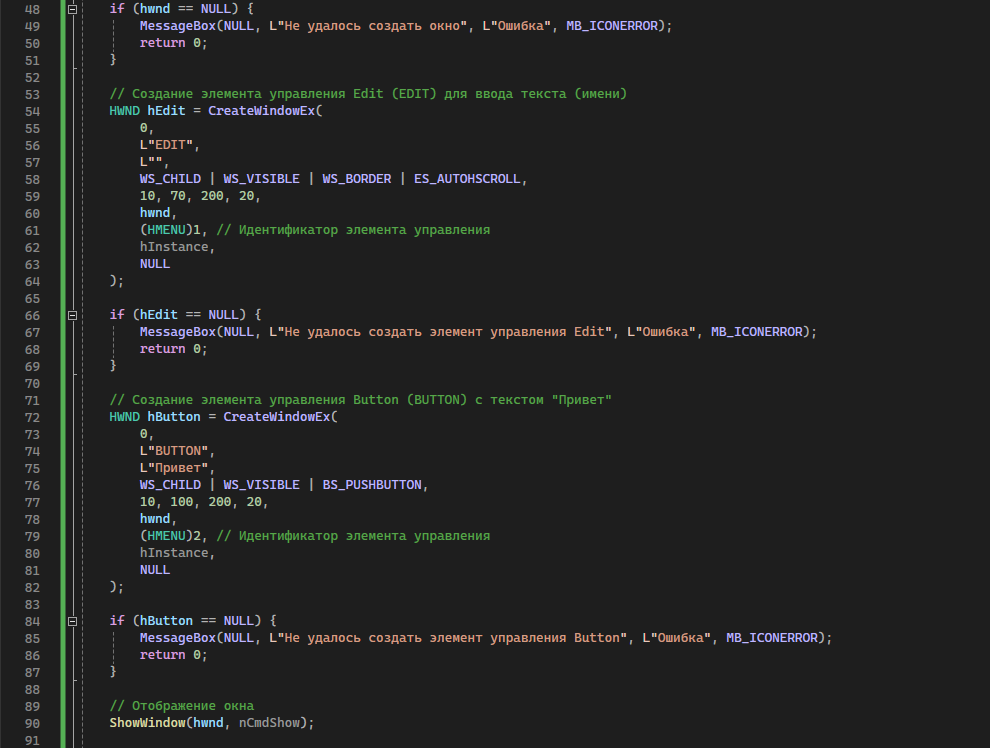 48 if (hwnd == NULL) {
49 MessageBox(NULL, L"Не удалось создать окно", L"Ошибка", MB_ICONERROR);
50 return 0;
51 }
52
53 // Создание элемента управления Edit (EDIT) для ввода текста (имени)
54 HWND hEdit = CreateWindowEx(
55 0,
56 L"EDIT",
57 L"",
58 WS_CHILD | WS_VISIBLE | WS_BORDER | ES_AUTOHSCROLL,
59 10, 70, 200, 20,
60 hwnd,
61 (HMENU)1, // Идентификатор элемента управления
62 hInstance,
63 NULL
64 );
65
66 if (hEdit == NULL) {
67 MessageBox(NULL, L"Не удалось создать элемент управления Edit", L"Ошибка", MB_ICONERROR);
68 return 0;
69 }
70
71 // Создание элемента управления Button (BUTTON) с текстом "Привет"
72 HWND hButton = CreateWindowEx(
73 0,
74 L"BUTTON",
75 L"Привет",
76 WS_CHILD | WS_VISIBLE | BS_PUSHBUTTON,
77 10, 100, 200, 20,
78 hwnd,
79 (HMENU)2, // Идентификатор элемента управления
80 hInstance,
81 NULL
82 );
83
84 if (hButton == NULL) {
85 MessageBox(NULL, L"Не удалось создать элемент управления Button", L"Ошибка", MB_ICONERROR);
86 return 0;
87 }
88
89 // Отображение окна
90 ShowWindow(hwnd, nCmdShow);
91